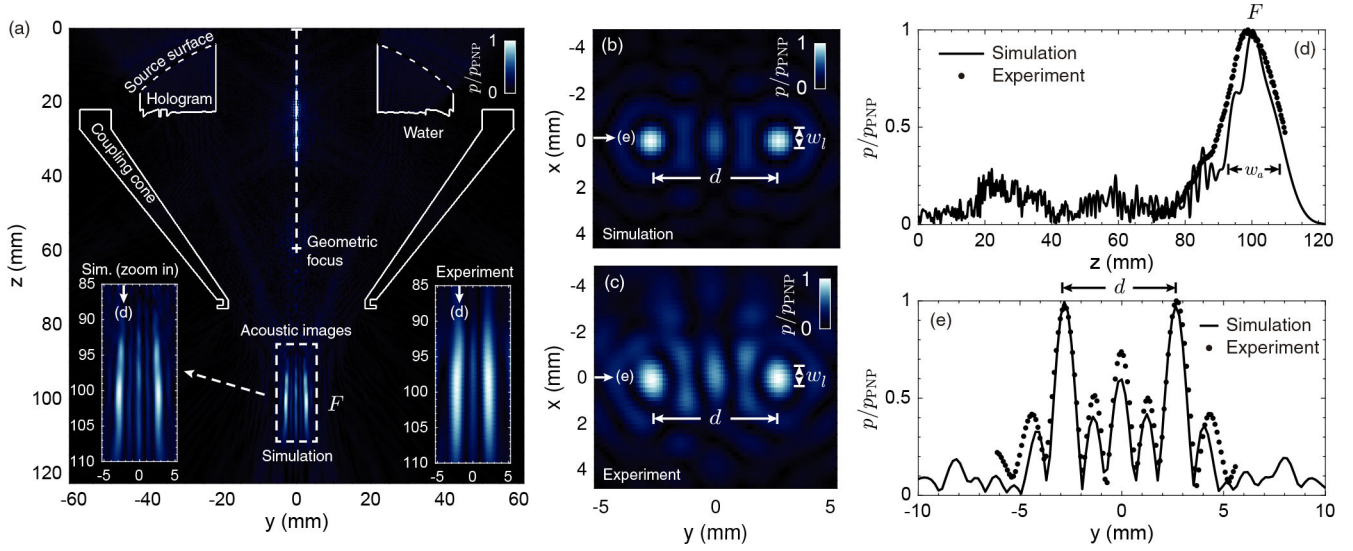 (a)
0
20
40
60
80
100
120
z (mm)
-60
-40
-20
0
20
40
60
y (mm)
Source surface
Hologram
Coupling cone
Water
1
0
p/pPNP
Geometric
focus
Sim. (zoom in)
85
90
95
100
105
110
(d)
-5
0
5
Experiment
85
90
95
100
105
110
(d)
-5
0
5
Acoustic images
F
Simulation
(b)
-4
-2
0
2
4
x (mm)
1
0
p/pPNP
(e)
wl
d
Simulation
(c)
-4
-2
0
2
4
x (mm)
1
0
p/pPNP
(e)
wl
d
Experiment
-5
0
5
y (mm)
F
(d)
1
0.5
0
p/pPNP
Simulation
Experiment
wa
0
20
40
60
80
100
120
z (mm)
d
(e)
1
0.5
0
p/pPNP
Simulation
Experiment
-10
-5
0
5
10
y (mm)